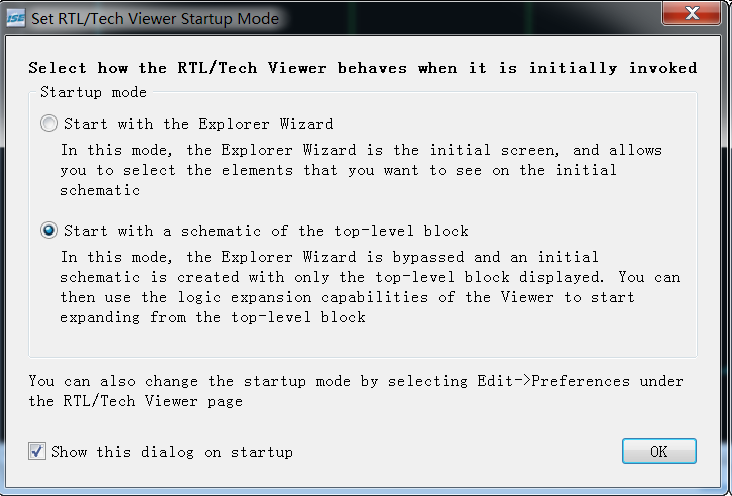 ISE Set RTL/Tech Viewer Startup Mode
Select how the RTL/Tech Viewer behaves when it is initially invoked
Startup mode
Start with the Explorer Wizard
In this mode, the Explorer Wizard is the initial screen, and allows
you to select the elements that you want to see on the initial
schematic
Start with a schematic of the top-level block
In this mode, the Explorer Wizard is bypassed and an initial
schematic is created with only the top-level block displayed. You can
then use the logic expansion capabilities of the Viewer to start
expanding from the top-level block
You can also change the startup mode by selecting Edit->Preferences under
the RTL/Tech Viewer page
Show this dialog on startup
OK